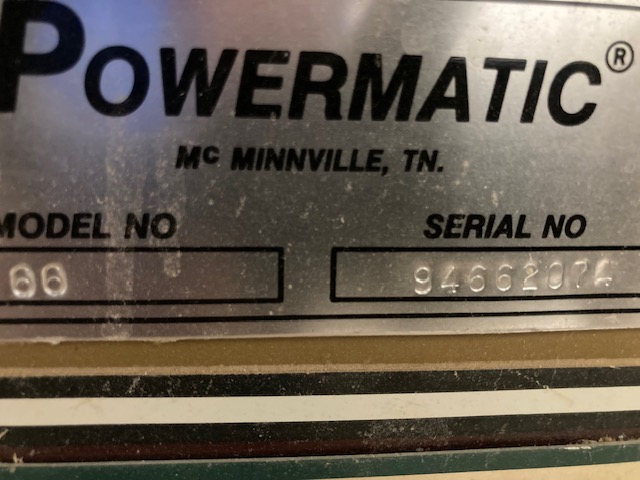 POWERMATIC®
Mc MINNVILLE, TN.
MODEL NO
SERIAL NO
66
94662074